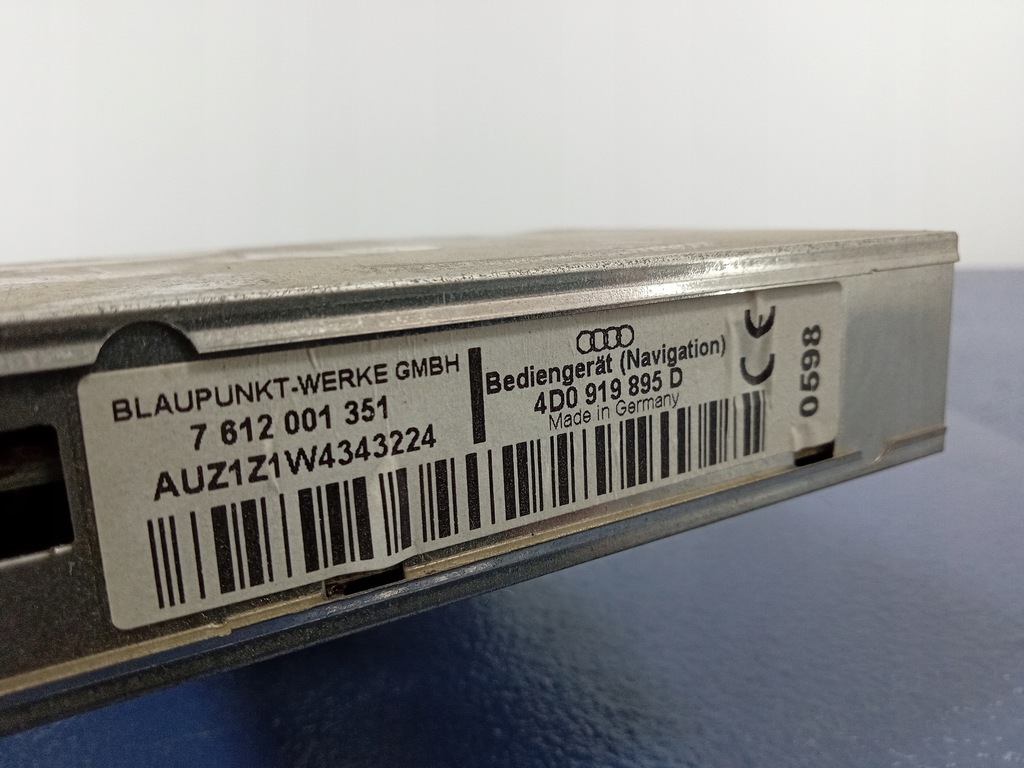 BLAUPUNKT-WERKE GMBH
7 612 001 351
AUZ1Z1W4343224
Bediengerät (Navigation)
4D0 919 895 D
Made in Germany
CE
0598